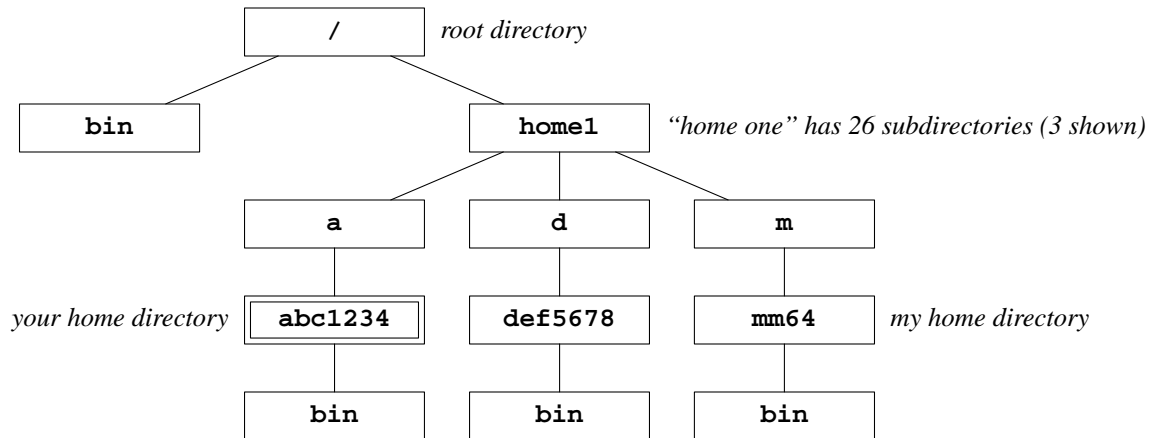 / root directory
bin home1 “home one” has 26 subdirectories (3 shown)
a d m
your home directory abc1234 def5678 mm64 my home directory
bin bin bin